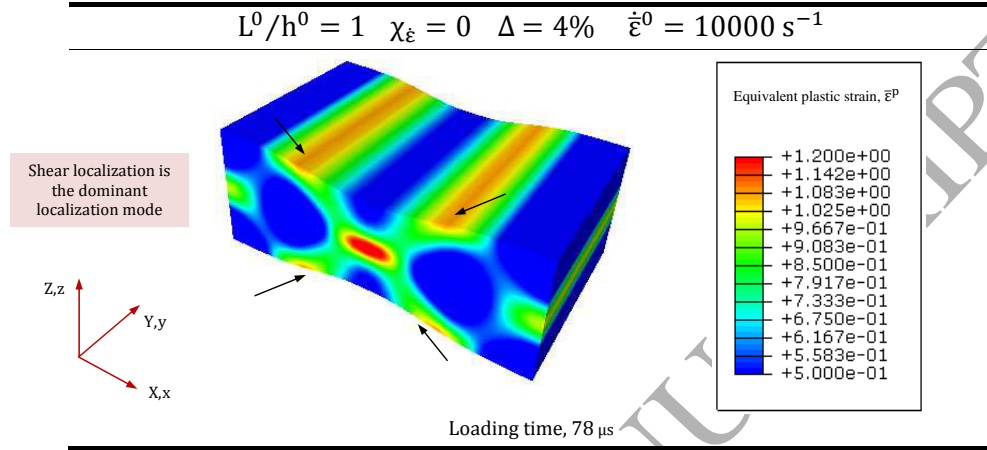 L⁰/h⁰ = 1 χ_ε̇ = 0 Δ = 4% ε̄̇⁰ = 10000 s⁻¹
Equivalent plastic strain, ε̄ᵖ
Shear localization is
the dominant
localization mode
+1.200e+00
+1.142e+00
+1.083e+00
+1.025e+00
+9.667e-01
+9.083e-01
+8.500e-01
+7.917e-01
+7.333e-01
+6.750e-01
+6.167e-01
+5.583e-01
+5.000e-01
Z,z
Y,y
X,x
Loading time, 78 μs